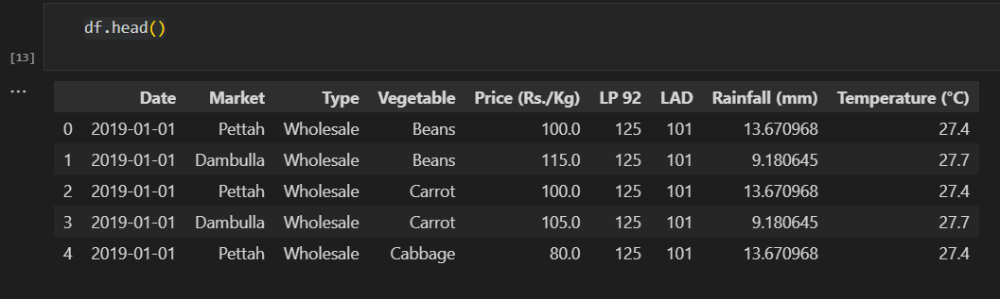 df.head()
[13]
...
Date Market Type Vegetable Price (Rs./Kg) LP 92 LAD Rainfall (mm) Temperature (°C)
0 2019-01-01 Pettah Wholesale Beans 100.0 125 101 13.670968 27.4
1 2019-01-01 Dambulla Wholesale Beans 115.0 125 101 9.180645 27.7
2 2019-01-01 Pettah Wholesale Carrot 100.0 125 101 13.670968 27.4
3 2019-01-01 Dambulla Wholesale Carrot 105.0 125 101 9.180645 27.7
4 2019-01-01 Pettah Wholesale Cabbage 80.0 125 101 13.670968 27.4